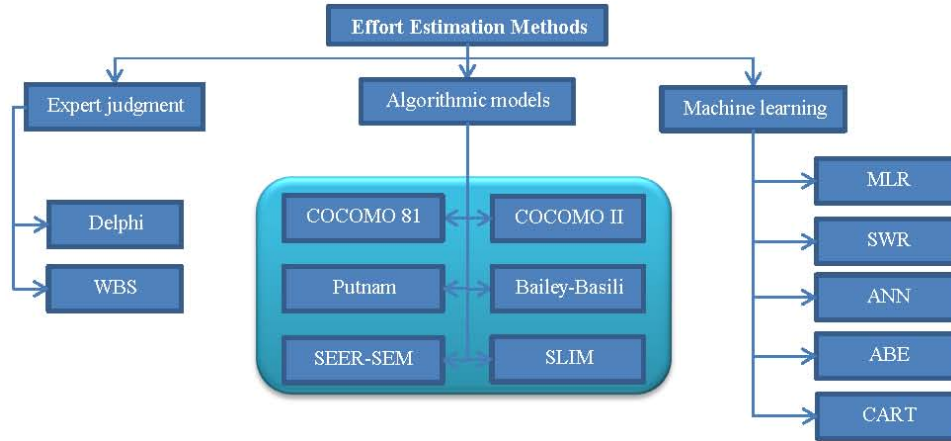 Effort Estimation Methods
Expert judgment
Algorithmic models
Machine learning
Delphi
WBS
COCOMO 81
COCOMO II
Putnam
Bailey-Basili
SEER-SEM
SLIM
MLR
SWR
ANN
ABE
CART